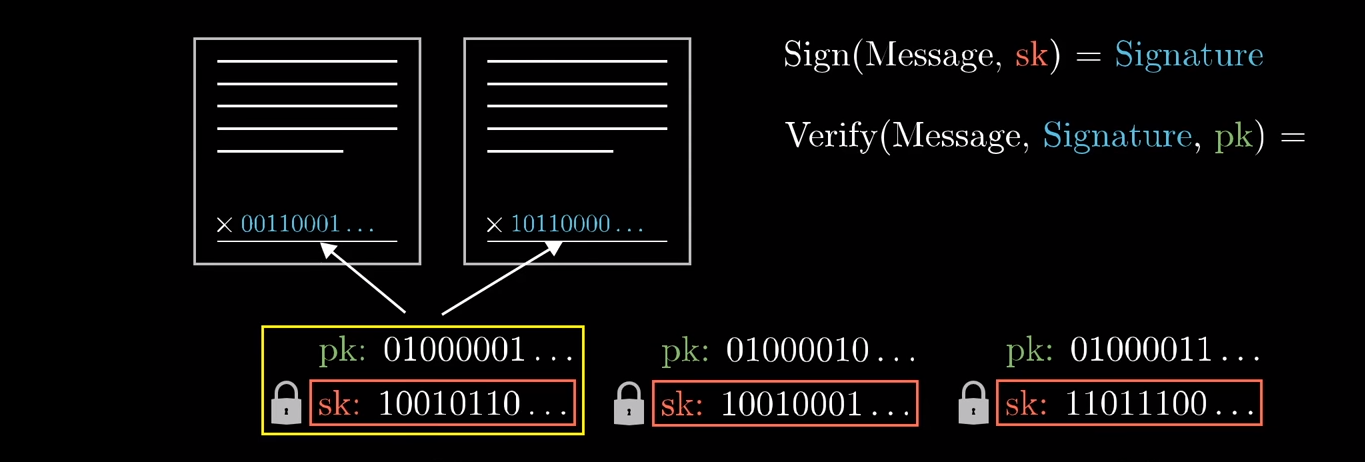 Sign(Message, sk) = Signature
Verify(Message, Signature, pk) =
× 00110001...
× 10110000...
pk: 01000001...
sk: 10010110...
pk: 01000010...
sk: 10010001...
pk: 01000011...
sk: 11011100...